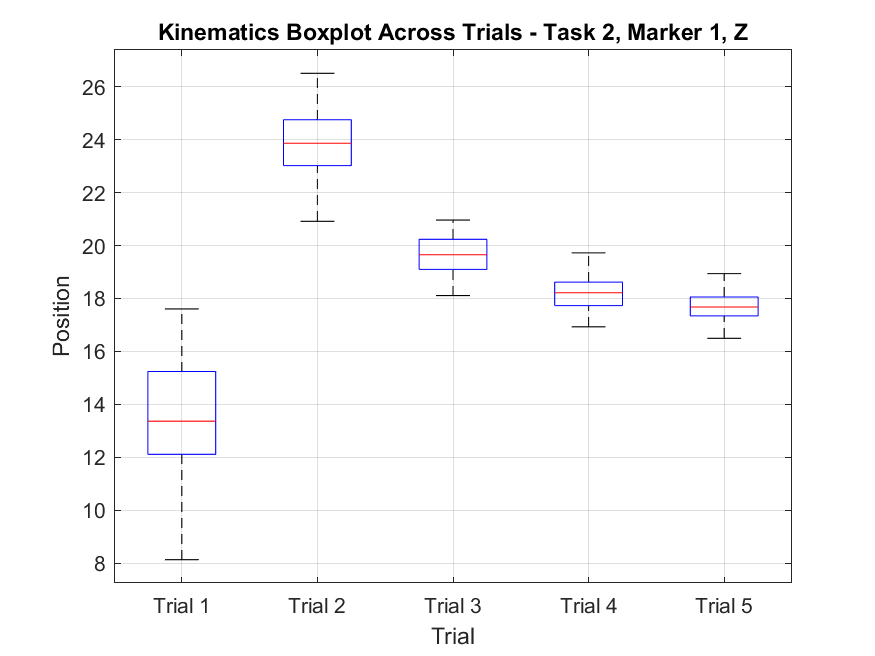 Kinematics Boxplot Across Trials - Task 2, Marker 1, Z
26
24
22
20
18
16
14
12
10
8
Position
Trial 1 Trial 2 Trial 3 Trial 4 Trial 5
Trial